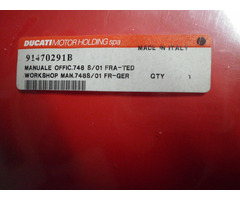 DUCATI MOTOR HOLDING spa
MADE IN ITALY
91470291B
MANUALE OFFIC.748 S/01 FRA-TED
WORKSHOP MAN.748S/01 FR-GER QTY 1